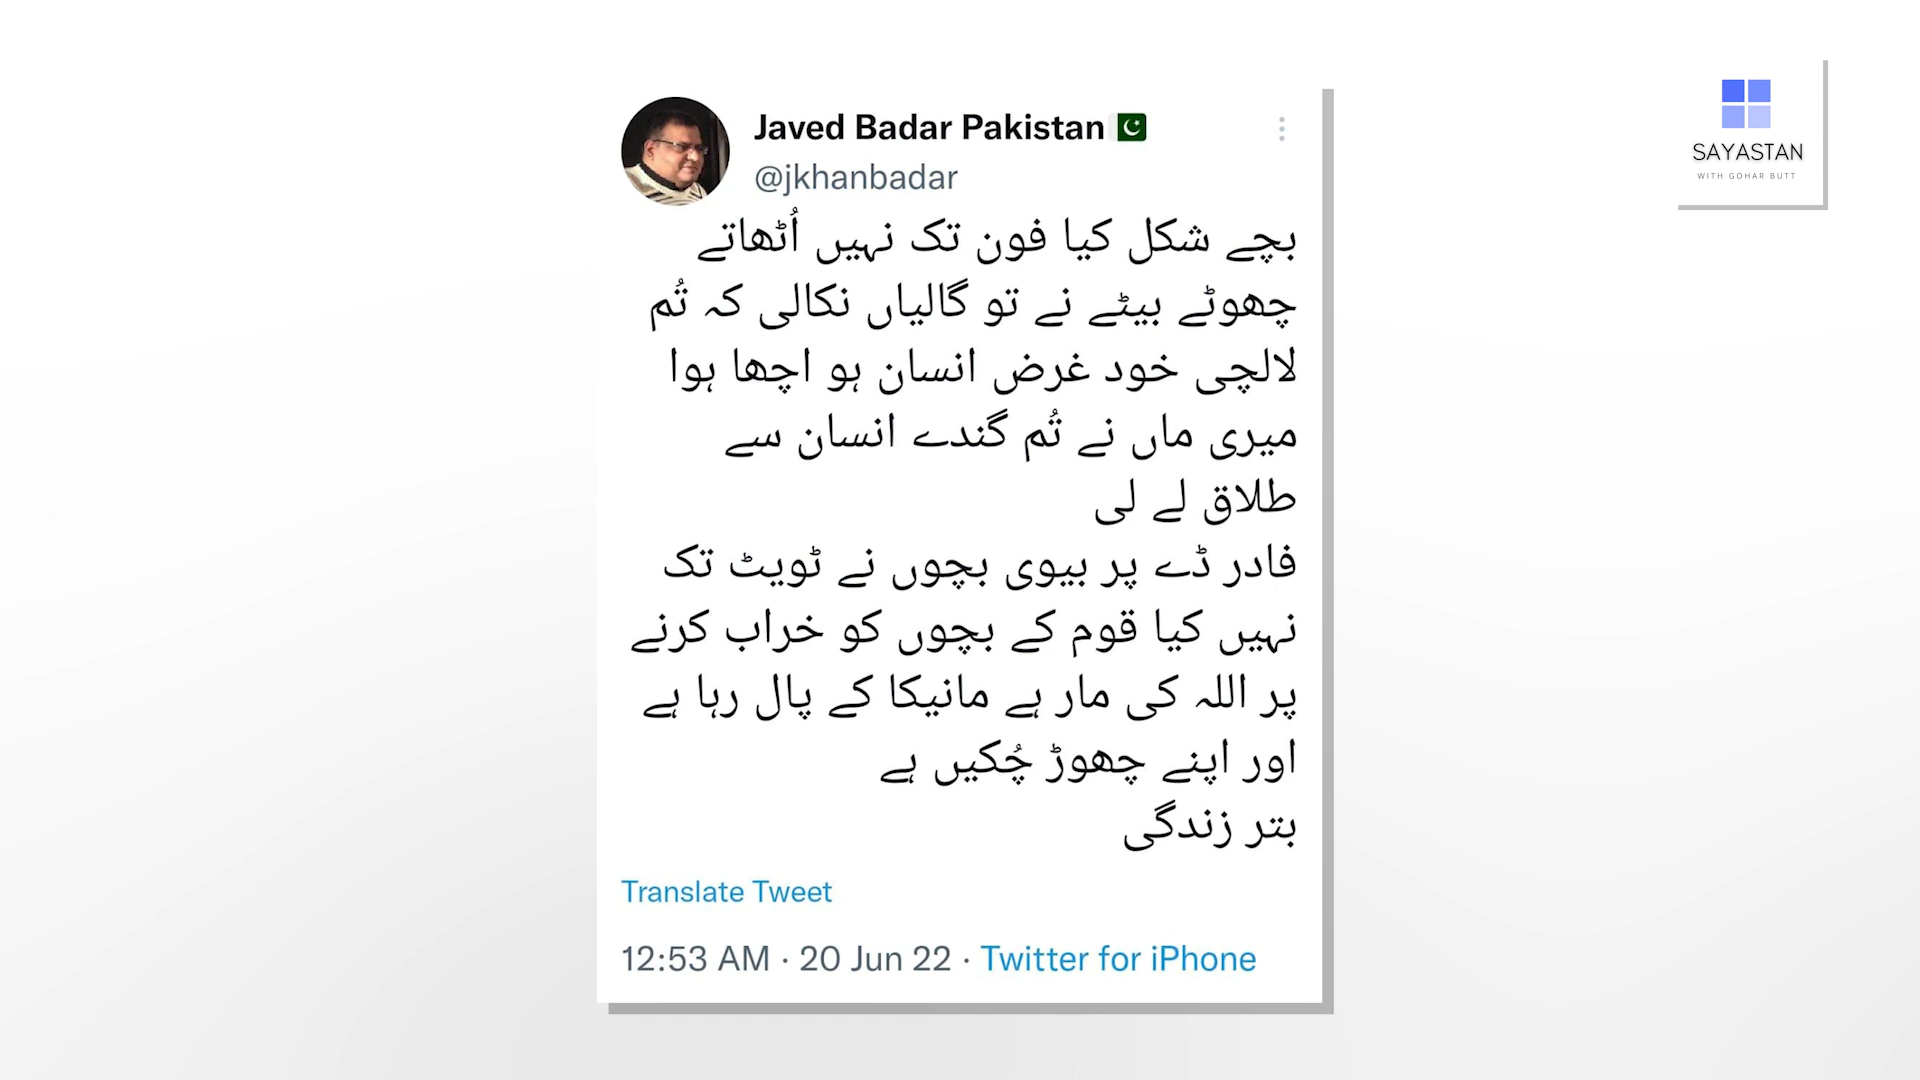 Javed Badar Pakistan🇵🇰
@jkhanbadar
SAYASTAN
WITH GOHAR BUTT
بچے شکل کیا فون تک نہیں اُٹھاتے
چھوٹے بیٹے نے تو گالیاں نکالی کہ تُم
لالچی خود غرض انسان ہو اچھا ہوا
میری ماں نے تُم گندے انسان سے
طلاق لے لی
فادر ڈے پر بیوی بچوں نے ٹویٹ تک
نہیں کیا قوم کے بچوں کو خراب کرنے
پر اللہ کی مار ہے مانیکا کے پال رہا ہے
اور اپنے چھوڑ چُکیں ہے
بتر زندگی
Translate Tweet
12:53 AM · 20 Jun 22 · Twitter for iPhone